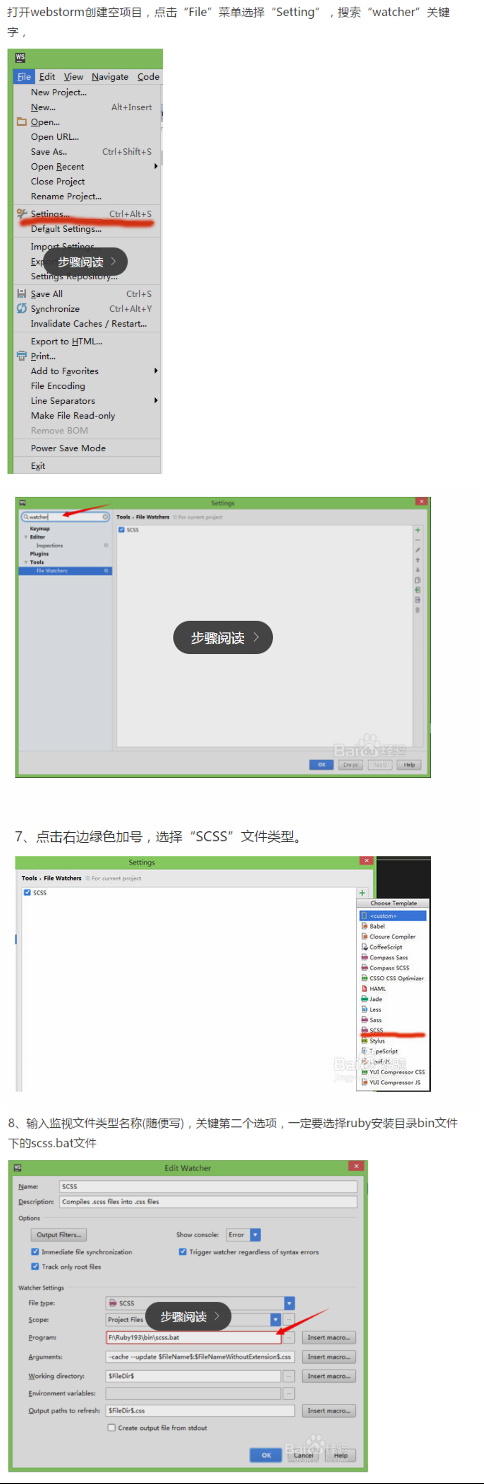 打开webstorm创建空项目，点击“File”菜单选择“Setting”，搜索“watcher”关键
字，
WS
File Edit View Navigate Code
New Project...
New... Alt+Insert
Open...
Open URL...
Save As.. Ctrl+Shift+S
Open Recent
Close Project
Rename Project...
Settings... Ctrl+Alt+S
Default Settings...
Import Settings...
步骤阅读
Settings Repository...
Save All Ctrl+S
Synchronize Ctrl+Alt+Y
Invalidate Caches / Restart...
Export to HTML...
Print...
Add to Favorites
File Encoding
Line Separators
Make File Read-only
Remove BOM
Power Save Mode
Exit
Settings
watcher
Tools › File Watchers For current project
Keymap
Editor
Inspections
Plugins
Tools
File Watchers
SCSS
步骤阅读
Baidu 经验
OK Cancel Apply Help
7、点击右边绿色加号，选择“SCSS”文件类型。
Settings
Tools › File Watchers For current project
SCSS
Choose Template
<custom>
Babel
Closure Compiler
CoffeeScript
Compass Sass
Compass SCSS
CSSO CSS Optimizer
HAML
Jade
Less
Sass
SCSS
Stylus
TypeScript
UglifyJS
YUI Compressor CSS
YUI Compressor JS
Baidu
8、输入监视文件类型名称(随便写)，关键第二个选项，一定要选择ruby安装目录bin文件
下的scss.bat文件
WS
Edit Watcher
Name: SCSS
Description: Compiles .scss files into .css files
Options
Output Filters... Show console: Error
Immediate file synchronization Trigger watcher regardless of syntax errors
Track only root files
Watcher Settings
File type: SCSS
Scope: Project Files
步骤阅读
Program: F:\Ruby193\bin\scss.bat Insert macro...
Arguments: --cache --update $FileName$:$FileNameWithoutExtension$.css Insert macro...
Working directory: $FileDir$ Insert macro...
Environment variables:
Output paths to refresh: $FileDir$.css Insert macro...
Create output file from stdout
OK Cancel Help
Baidu 经验